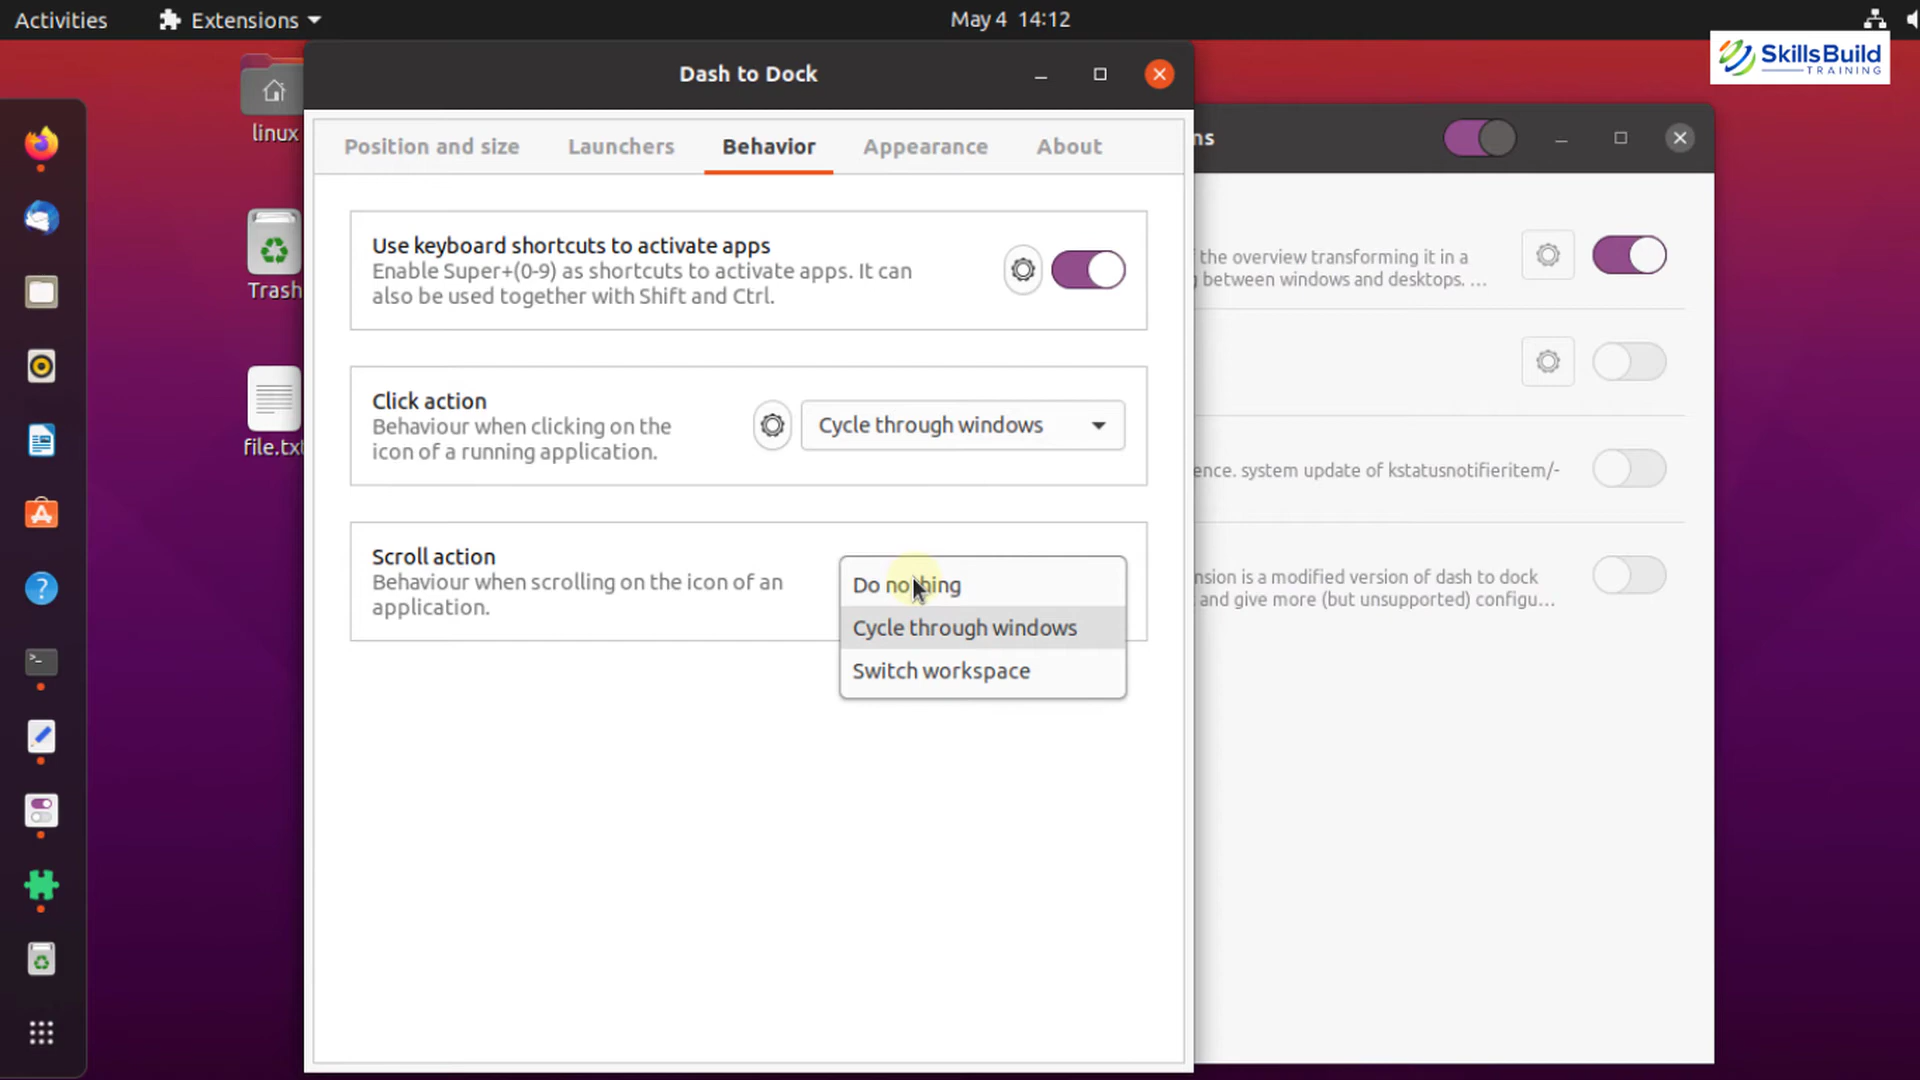 Activities
Extensions
May 4 14:12
SkillsBuild
TRAINING
linux
Trash
file.txt
Dash to Dock
Position and size
Launchers
Behavior
Appearance
About
Use keyboard shortcuts to activate apps
Enable Super+(0-9) as shortcuts to activate apps. It can
also be used together with Shift and Ctrl.
Click action
Behaviour when clicking on the
icon of a running application.
Cycle through windows
Scroll action
Behaviour when scrolling on the icon of an
application.
Do nothing
Cycle through windows
Switch workspace
ns
the overview transforming it in a
between windows and desktops. ...
ence. system update of kstatusnotifieritem/-
nsion is a modified version of dash to dock
and give more (but unsupported) configu...